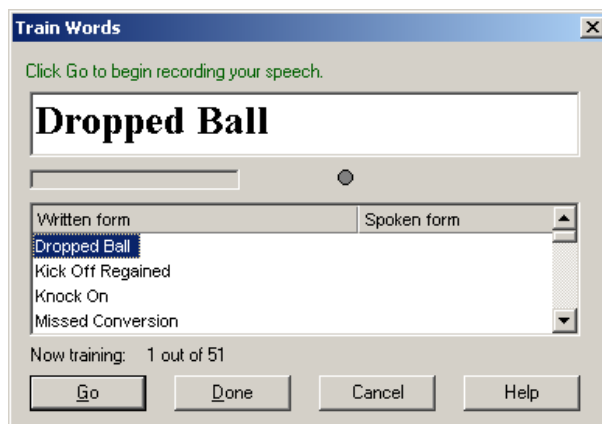 Train Words
Click Go to begin recording your speech.
Dropped Ball
Written form Spoken form
Dropped Ball
Kick Off Regained
Knock On
Missed Conversion
Now training: 1 out of 51
Go Done Cancel Help